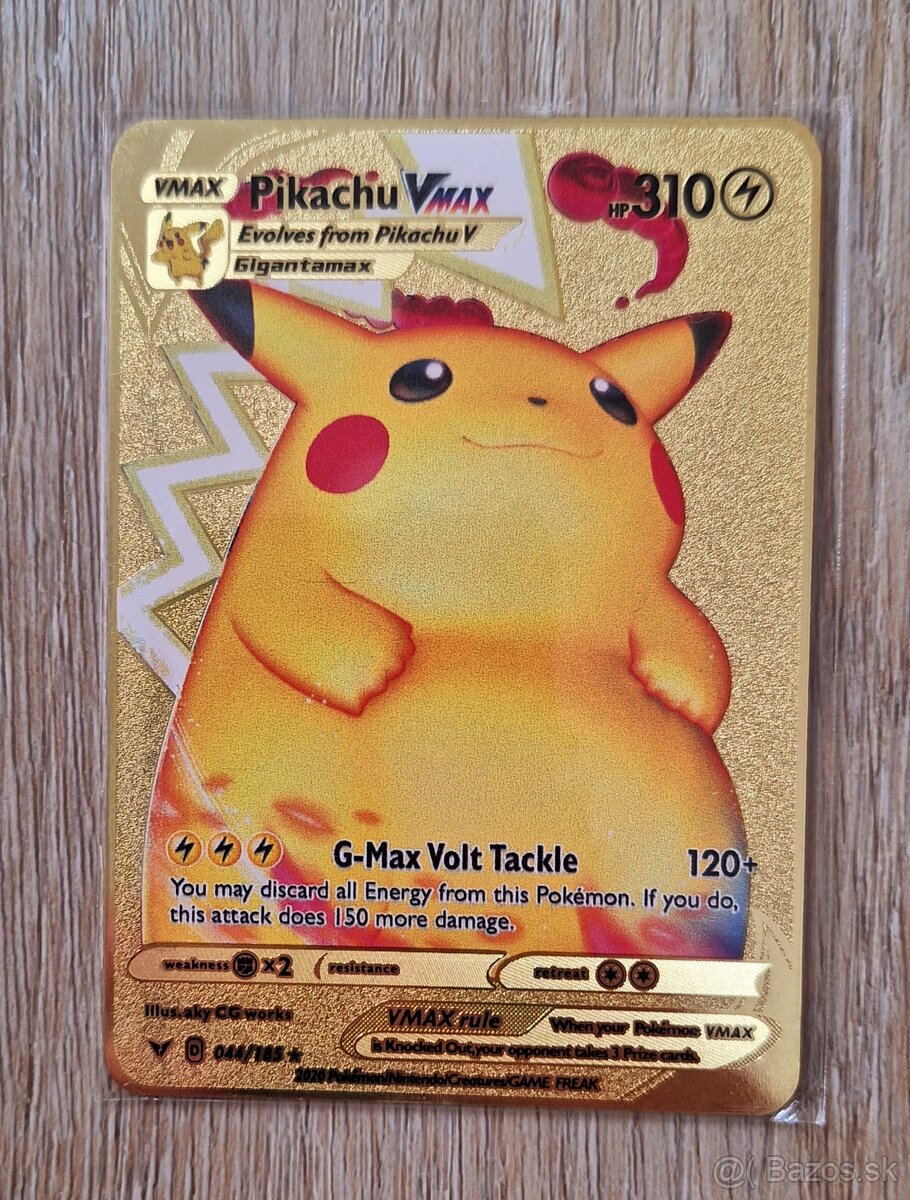 VMAX Pikachu VMAX HP 310
Evolves from Pikachu V
Gigantamax
G-Max Volt Tackle 120+
You may discard all Energy from this Pokémon. If you do,
this attack does 150 more damage.
weakness x2 resistance retreat
Illus. aky CG works
VMAX rule When your Pokémon VMAX
is Knocked Out, your opponent takes 3 Prize cards.
D 044/185 ★
2020 Pokémon/Nintendo/Creatures/GAME FREAK
@( Bazos.sk